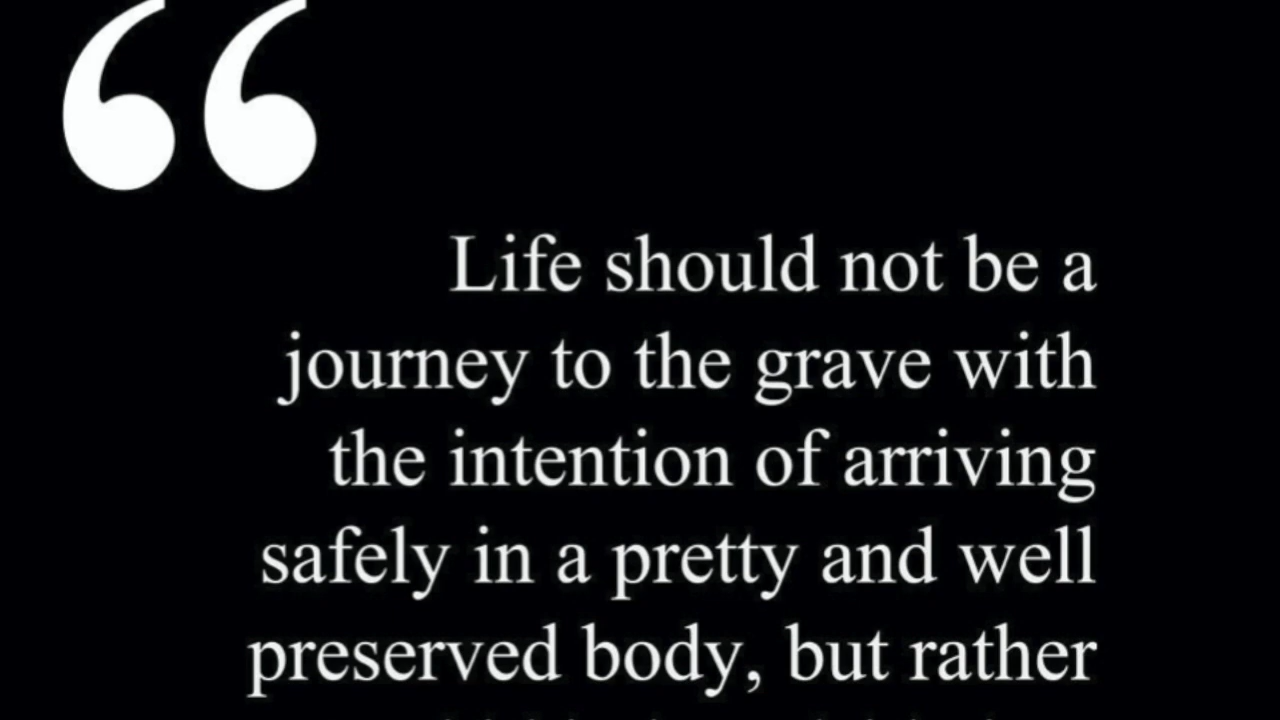 “
Life should not be a
journey to the grave with
the intention of arriving
safely in a pretty and well
preserved body, but rather